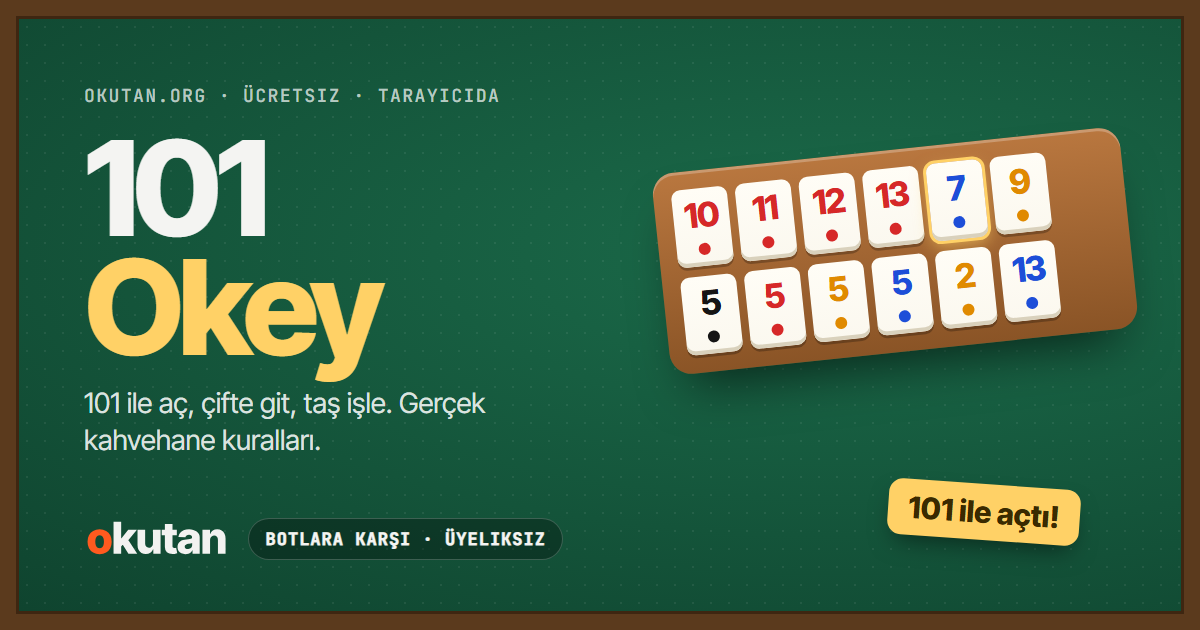 OKUTAN.ORG · ÜCRETSIZ · TARAYICIDA
101
Okey
101 ile aç, çifte git, taş işle. Gerçek
kahvehane kuralları.
okutan
BOTLARA KARŞI · ÜYELIKSIZ
10 11 12 13 7 9
5 5 5 5 2 13
101 ile açtı!